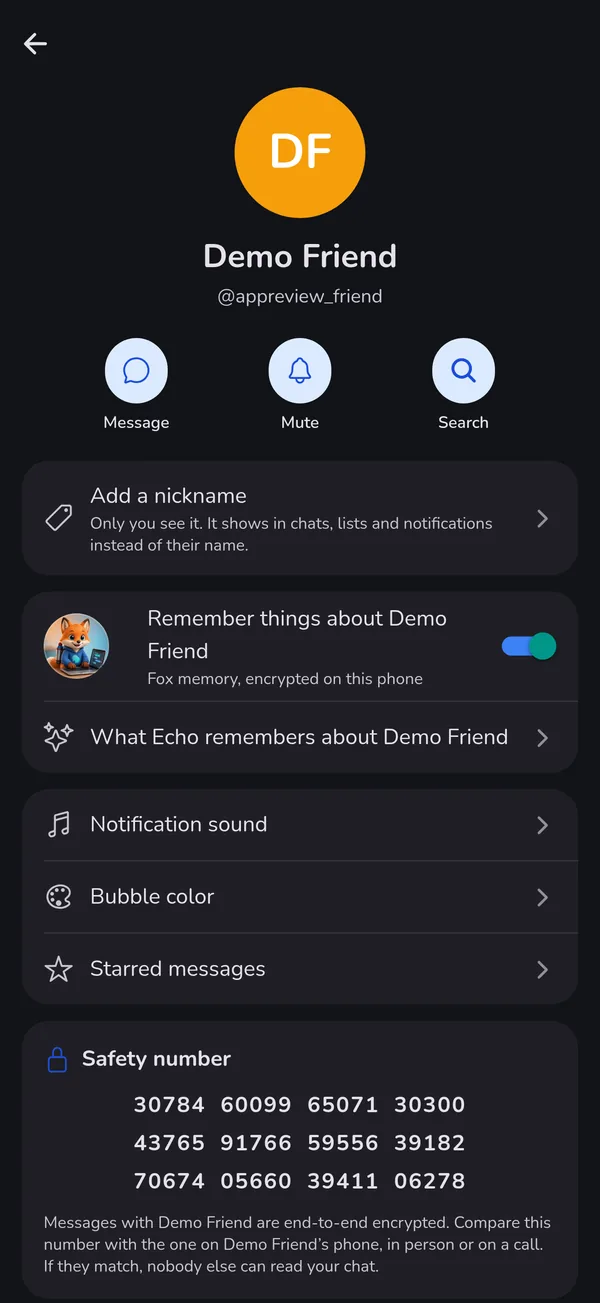 DF
Demo Friend
@appreview_friend
Message
Mute
Search
Add a nickname
Only you see it. It shows in chats, lists and notifications
instead of their name.
Remember things about Demo
Friend
Fox memory, encrypted on this phone
What Echo remembers about Demo Friend
Notification sound
Bubble color
Starred messages
Safety number
30784 60099 65071 30300
43765 91766 59556 39182
70674 05660 39411 06278
Messages with Demo Friend are end-to-end encrypted. Compare this
number with the one on Demo Friend’s phone, in person or on a call.
If they match, nobody else can read your chat.